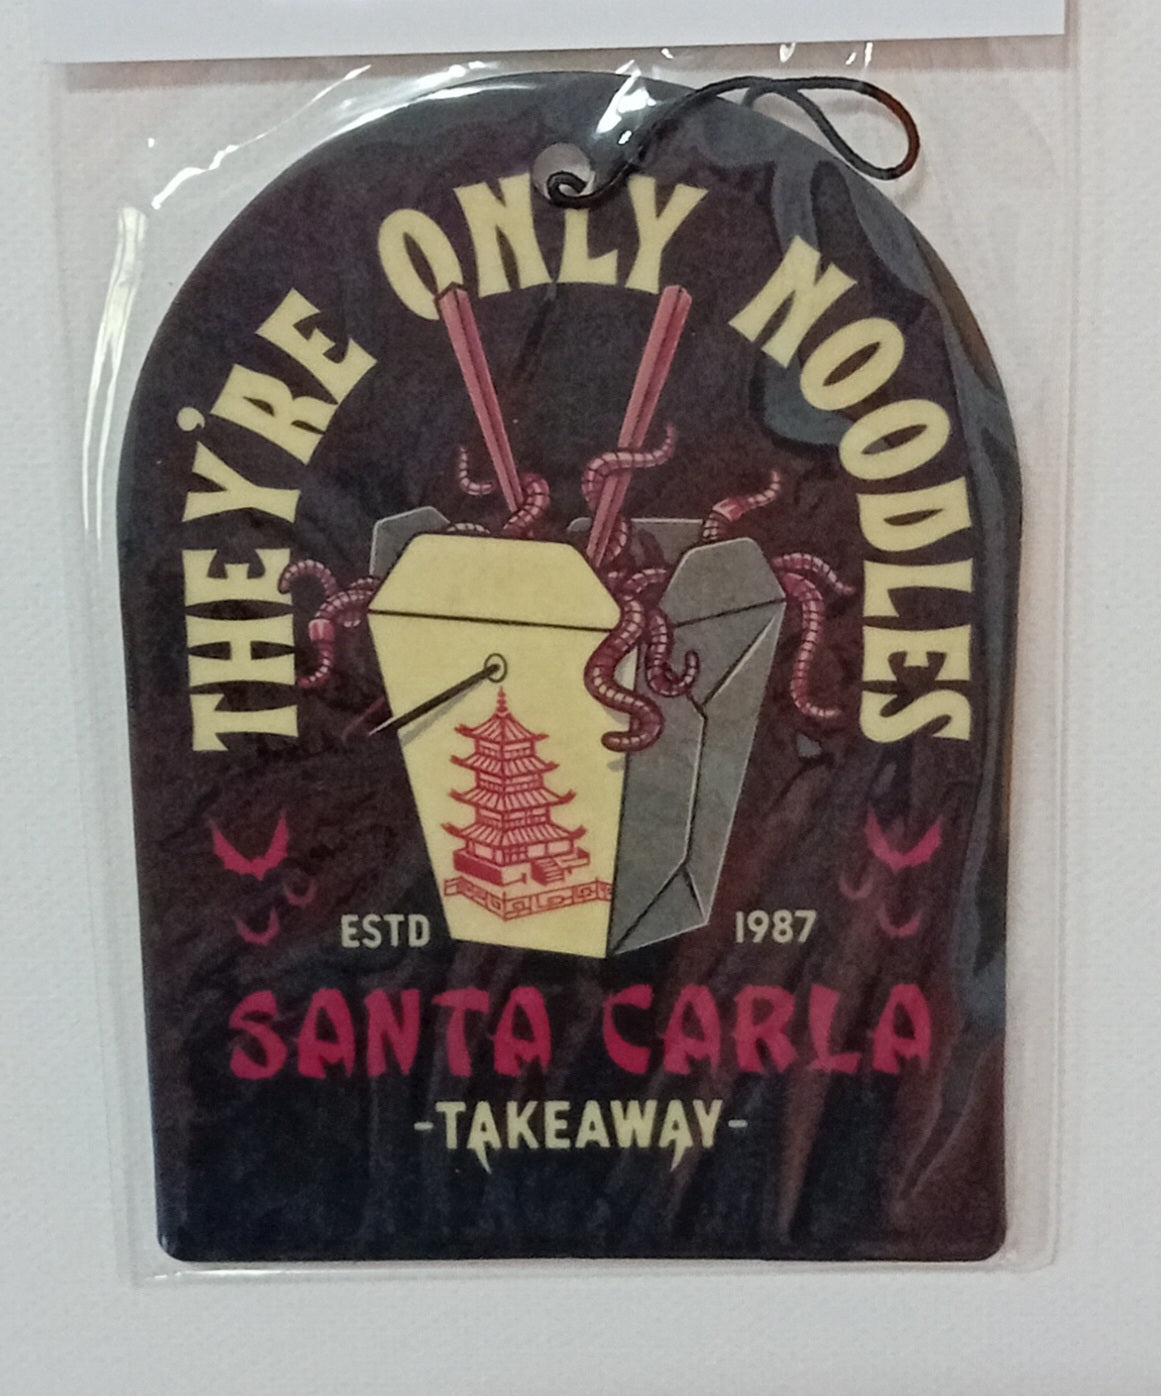 THEY'RE ONLY NOODLES
ESTD 1987
SANTA CARLA
-TAKEAWAY-